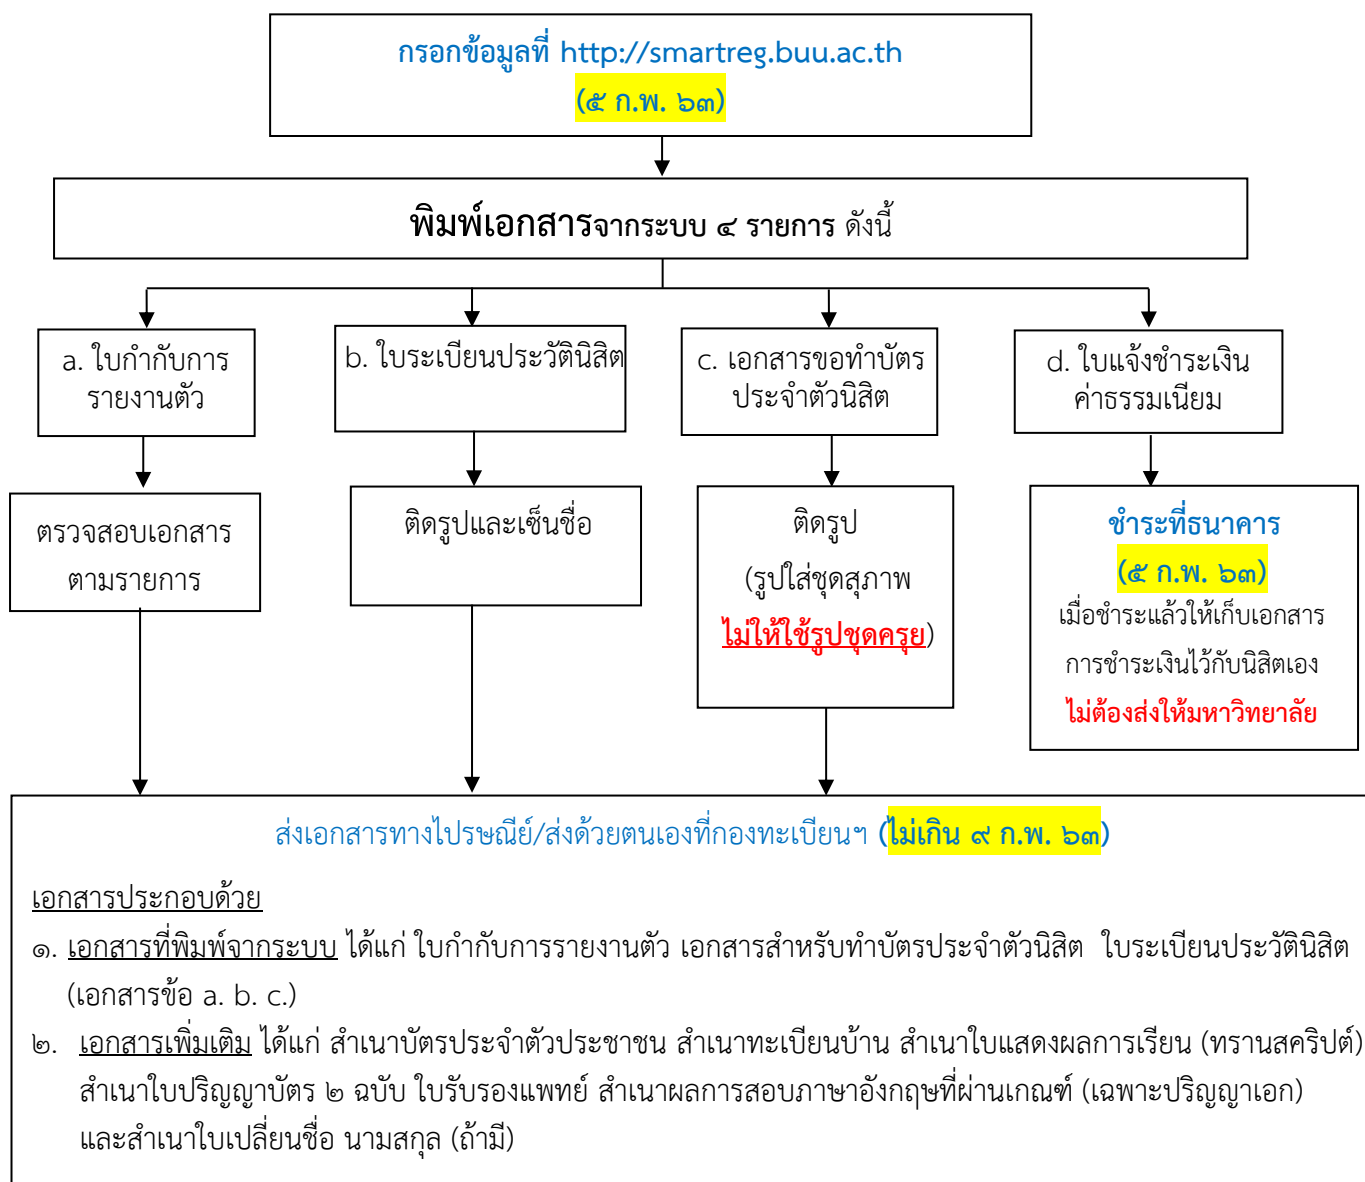 กรอกข้อมูลที่ http://smartreg.buu.ac.th
(๕ ก.พ. ๖๓)
พิมพ์เอกสารจากระบบ ๔ รายการ ดังนี้
a. ใบกำกับการ
รายงานตัว
b. ใบระเบียนประวัตินิสิต
c. เอกสารขอทำบัตร
ประจำตัวนิสิต
d. ใบแจ้งชำระเงิน
ค่าธรรมเนียม
ตรวจสอบเอกสาร
ตามรายการ
ติดรูปและเซ็นชื่อ
ติดรูป
(รูปใส่ชุดสุภาพ
ไม่ให้ใช้รูปชุดครุย)
ชำระที่ธนาคาร
(๕ ก.พ. ๖๓)
เมื่อชำระแล้วให้เก็บเอกสาร
การชำระเงินไว้กับนิสิตเอง
ไม่ต้องส่งให้มหาวิทยาลัย
ส่งเอกสารทางไปรษณีย์/ส่งด้วยตนเองที่กองทะเบียนฯ (ไม่เกิน ๙ ก.พ. ๖๓)
เอกสารประกอบด้วย
๑. เอกสารที่พิมพ์จากระบบ ได้แก่ ใบกำกับการรายงานตัว เอกสารสำหรับทำบัตรประจำตัวนิสิต ใบระเบียนประวัตินิสิต
(เอกสารข้อ a. b. c.)
๒. เอกสารเพิ่มเติม ได้แก่ สำเนาบัตรประจำตัวประชาชน สำเนาทะเบียนบ้าน สำเนาใบแสดงผลการเรียน (ทรานสคริปต์)
สำเนาใบปริญญาบัตร ๒ ฉบับ ใบรับรองแพทย์ สำเนาผลการสอบภาษาอังกฤษที่ผ่านเกณฑ์ (เฉพาะปริญญาเอก)
และสำเนาใบเปลี่ยนชื่อ นามสกุล (ถ้ามี)